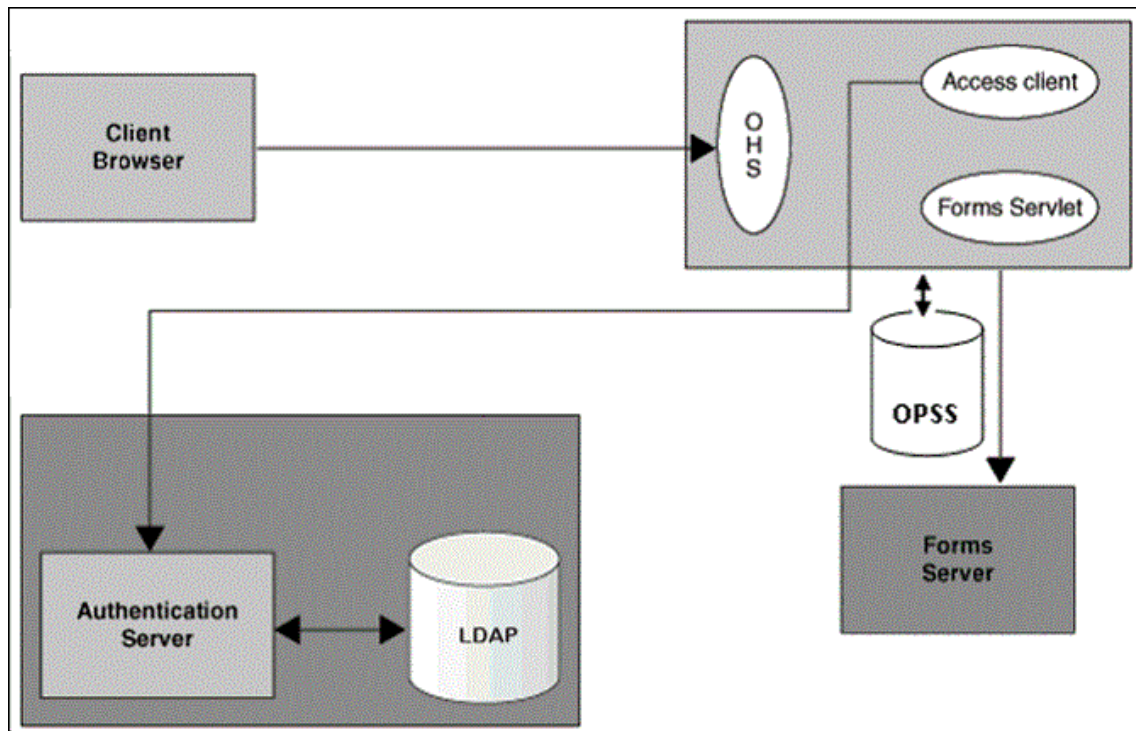 Client
Browser
O
H
S
Access client
Forms Servlet
OPSS
Forms
Server
Authentication
Server
LDAP